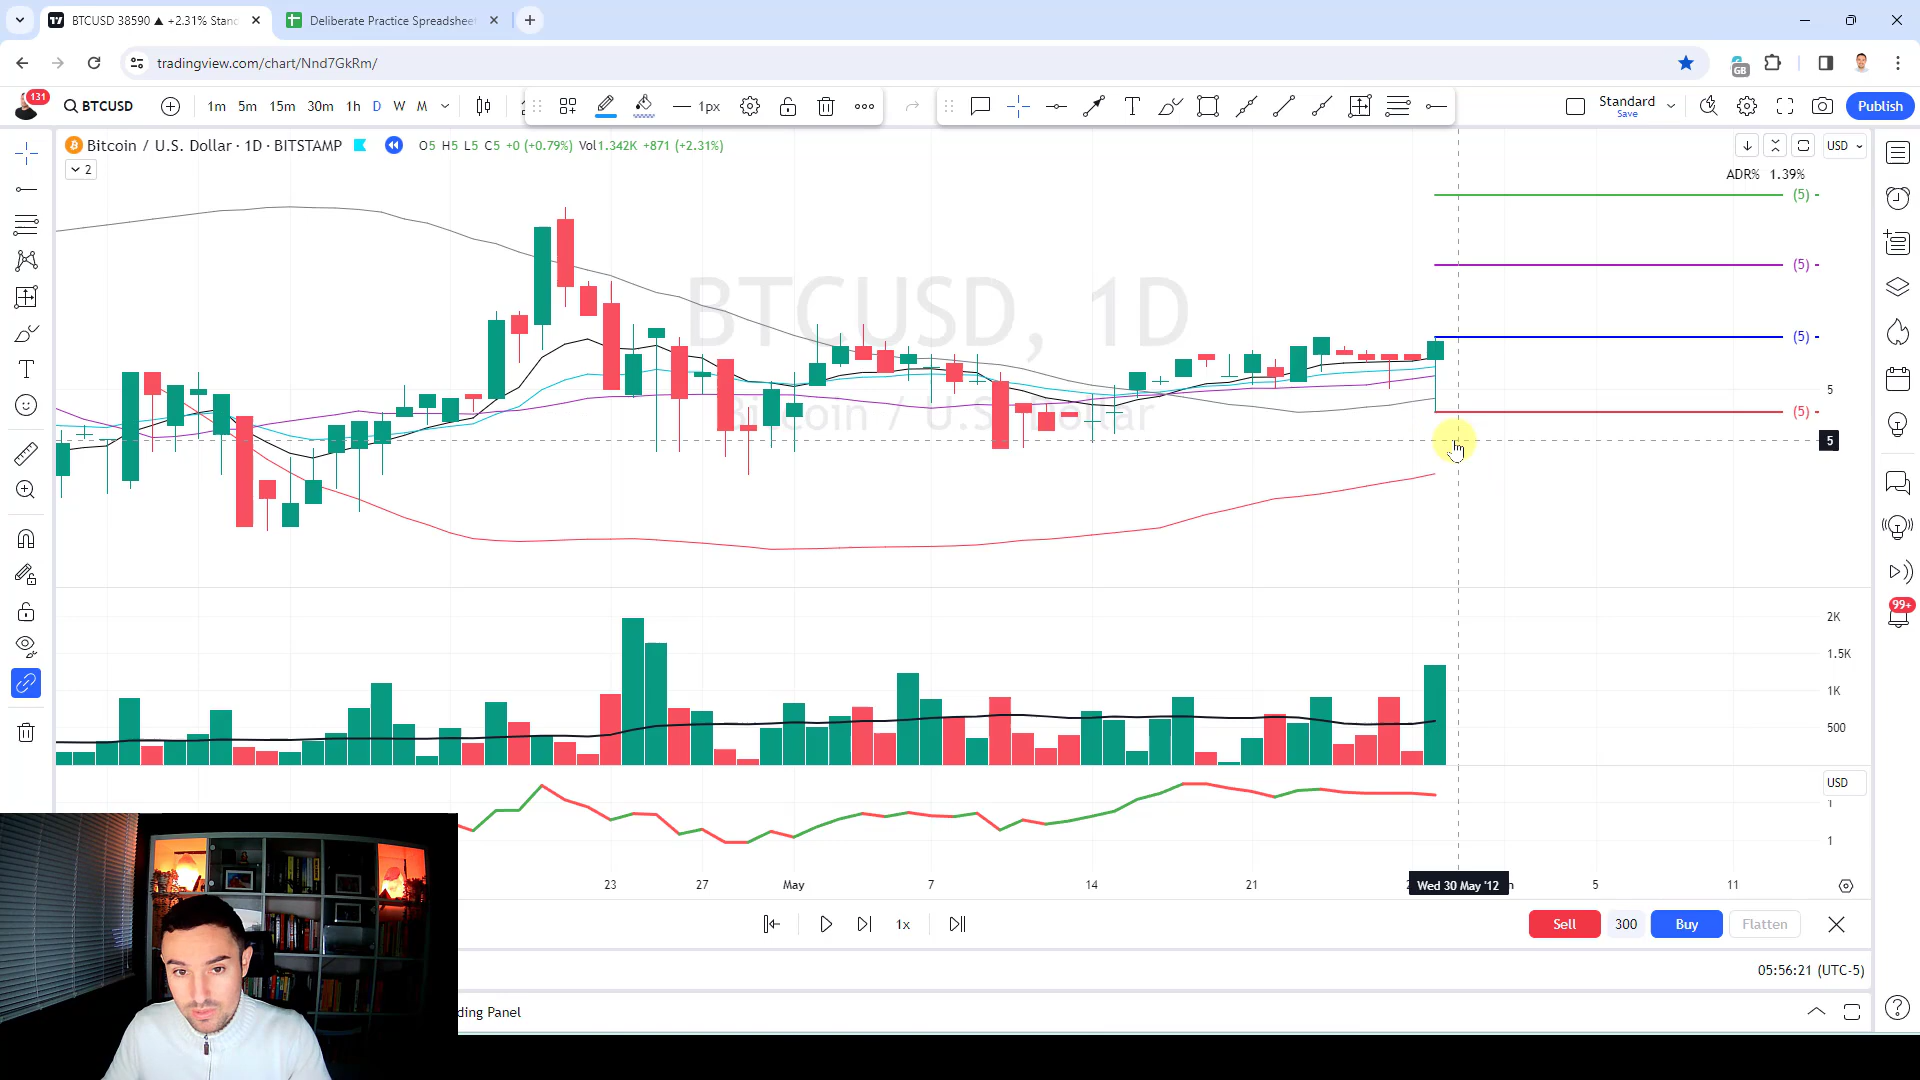 BTCUSD 38590 ▲ +2.31% Stanc
Deliberate Practice Spreadshee
tradingview.com/chart/Nnd7GkRm/
GB
131
BTCUSD
1m 5m 15m 30m 1h D W M
1px
Standard
Save
Publish
Bitcoin / U.S. Dollar · 1D · BITSTAMP
O5 H5 L5 C5 +0 (+0.79%) Vol1.342K +871 (+2.31%)
USD
2
ADR% 1.39%
(5) -
(5) -
BTCUSD, 1D
(5) -
5
Bitcoin / U.S. Dollar
(5) -
5
99+
2K
1.5K
1K
500
USD
1
1
23 27 May 7 14 21 Wed 30 May '12 5 11
1x
Sell 300 Buy Flatten
05:56:21 (UTC-5)
ding Panel